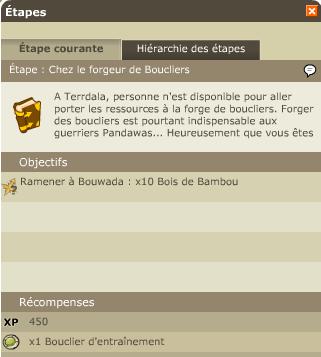 Étapes
Étape courante
Hiérarchie des étapes
Étape : Chez le forgeur de Boucliers
A Terrdala, personne n'est disponible pour aller
porter les ressources à la forge de boucliers. Forger
des boucliers est pourtant indispensable aux
guerriers Pandawas... Heureusement que vous êtes
Objectifs
Ramener à Bouwada : x10 Bois de Bambou
Récompenses
XP 450
x1 Bouclier d'entraînement